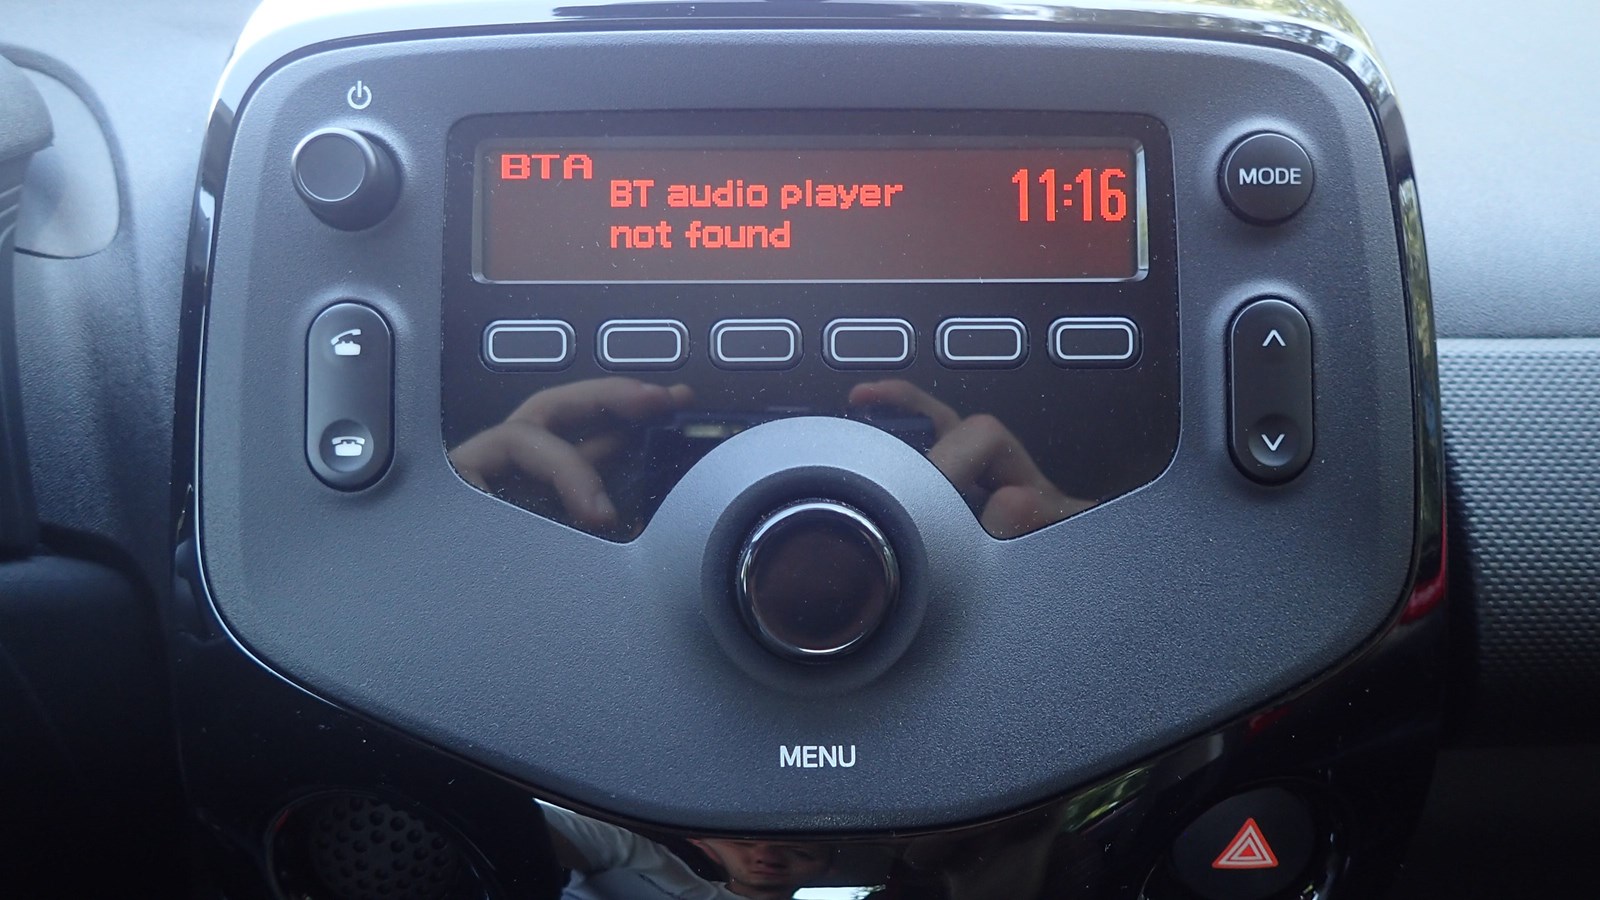 BTA
BT audio player
not found
11:16
MODE
MENU